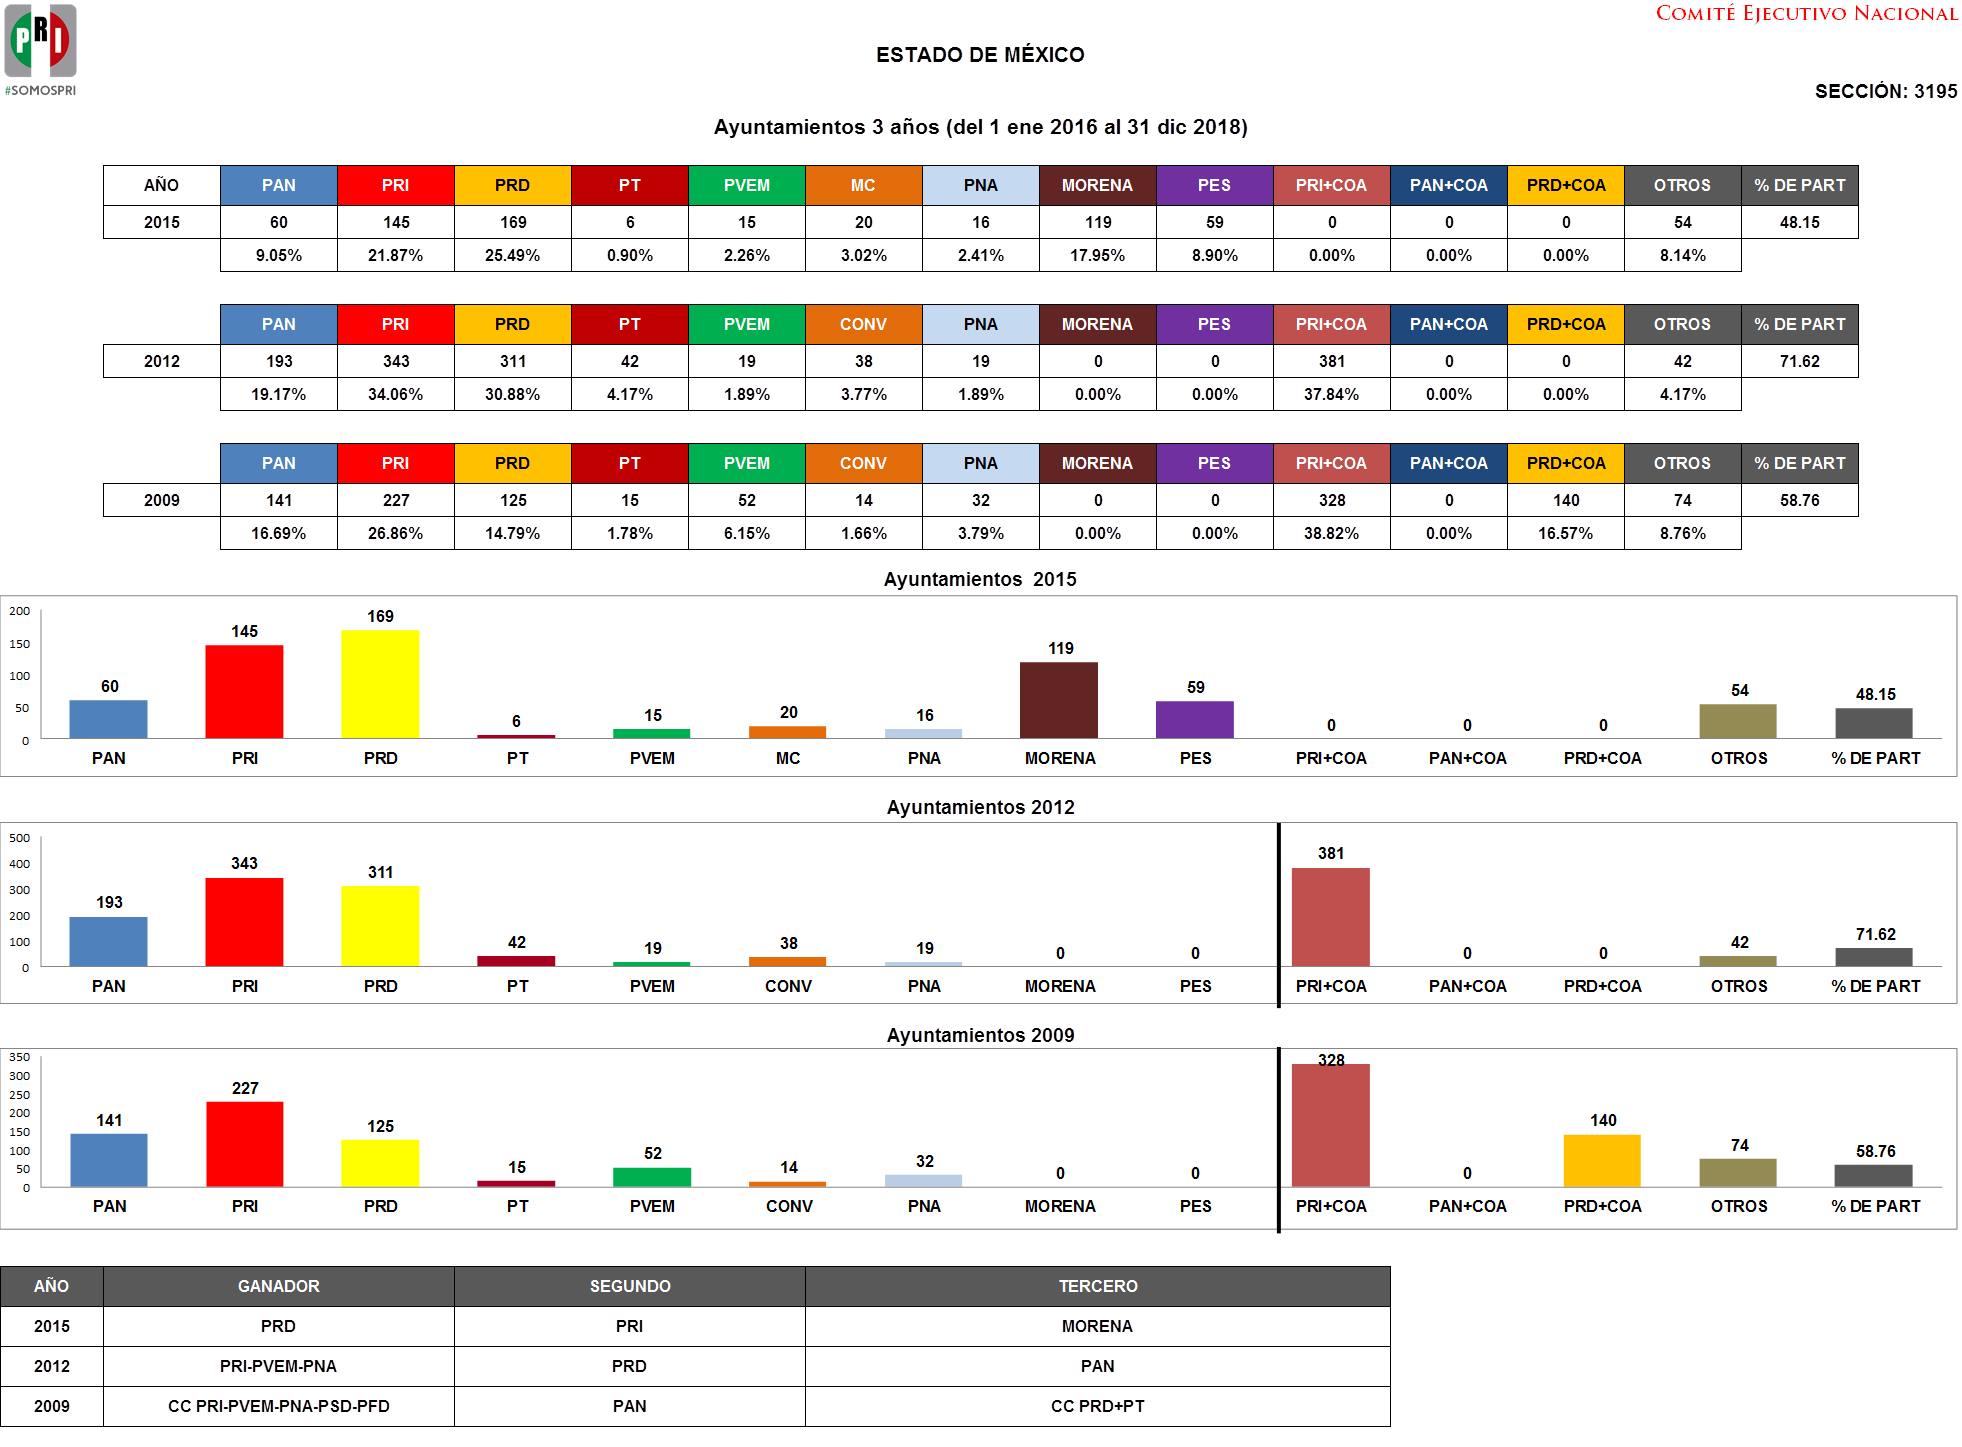 PRI
#SOMOSPRI
COMITÉ EJECUTIVO NACIONAL
ESTADO DE MÉXICO
SECCIÓN: 3195
Ayuntamientos 3 años (del 1 ene 2016 al 31 dic 2018)
AÑO PAN PRI PRD PT PVEM MC PNA MORENA PES PRI+COA PAN+COA PRD+COA OTROS % DE PART
2015 60 145 169 6 15 20 16 119 59 0 0 0 54 48.15
9.05% 21.87% 25.49% 0.90% 2.26% 3.02% 2.41% 17.95% 8.90% 0.00% 0.00% 0.00% 8.14%
PAN PRI PRD PT PVEM CONV PNA MORENA PES PRI+COA PAN+COA PRD+COA OTROS % DE PART
2012 193 343 311 42 19 38 19 0 0 381 0 0 42 71.62
19.17% 34.06% 30.88% 4.17% 1.89% 3.77% 1.89% 0.00% 0.00% 37.84% 0.00% 0.00% 4.17%
PAN PRI PRD PT PVEM CONV PNA MORENA PES PRI+COA PAN+COA PRD+COA OTROS % DE PART
2009 141 227 125 15 52 14 32 0 0 328 0 140 74 58.76
16.69% 26.86% 14.79% 1.78% 6.15% 1.66% 3.79% 0.00% 0.00% 38.82% 0.00% 16.57% 8.76%
Ayuntamientos 2015
200
150
100
50
0
60 145 169 6 15 20 16 119 59 0 0 0 54 48.15
PAN PRI PRD PT PVEM MC PNA MORENA PES PRI+COA PAN+COA PRD+COA OTROS % DE PART
Ayuntamientos 2012
500
400
300
200
100
0
193 343 311 42 19 38 19 0 0 381 0 0 42 71.62
PAN PRI PRD PT PVEM CONV PNA MORENA PES PRI+COA PAN+COA PRD+COA OTROS % DE PART
Ayuntamientos 2009
350
300
250
200
150
100
50
0
141 227 125 15 52 14 32 0 0 328 0 140 74 58.76
PAN PRI PRD PT PVEM CONV PNA MORENA PES PRI+COA PAN+COA PRD+COA OTROS % DE PART
AÑO GANADOR SEGUNDO TERCERO
2015 PRD PRI MORENA
2012 PRI-PVEM-PNA PRD PAN
2009 CC PRI-PVEM-PNA-PSD-PFD PAN CC PRD+PT